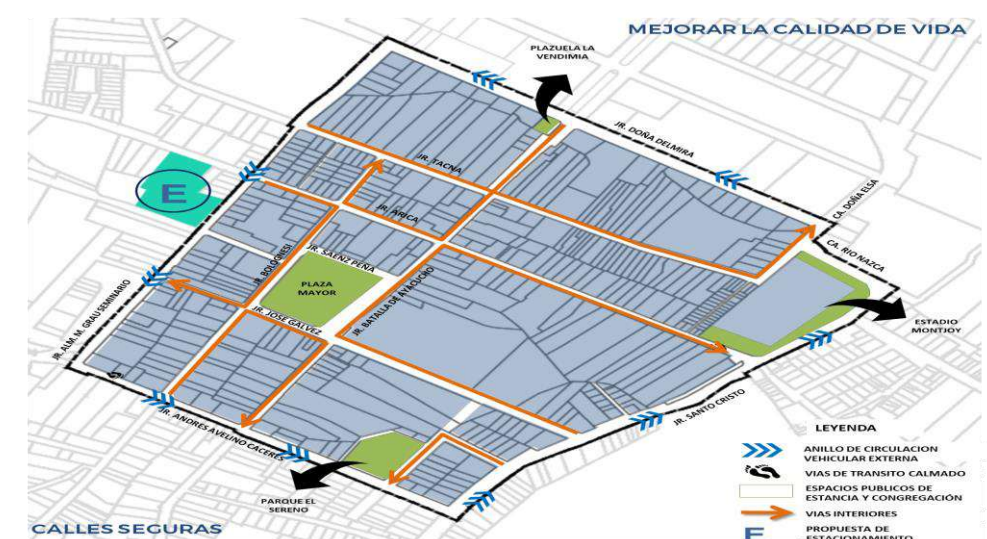 MEJORAR LA CALIDAD DE VIDA
PLAZUELA LA
VENDIMIA
JR. DOÑA DELMIRA
JR. TACNA
E
JR. ARICA
CA. DOÑA ELSA
CA. RIO NAZCA
JR. SAENZ PEÑA
JR. BOLOGNESI
PLAZA
MAYOR
JR. BATALLA DE AYACUCHO
JR. JOSE GALVEZ
JR. ALM. M. GRAU SEMINARIO
ESTADIO
MONTJOY
JR. SANTO CRISTO
JR. ANDRES AVELINO CACERES
PARQUE EL
SERENO
CALLES SEGURAS
LEYENDA
ANILLO DE CIRCULACION
VEHICULAR EXTERNA
VIAS DE TRANSITO CALMADO
ESPACIOS PUBLICOS DE
ESTANCIA Y CONGREGACIÓN
VIAS INTERIORES
E
PROPUESTA DE
ESTACIONAMIENTO